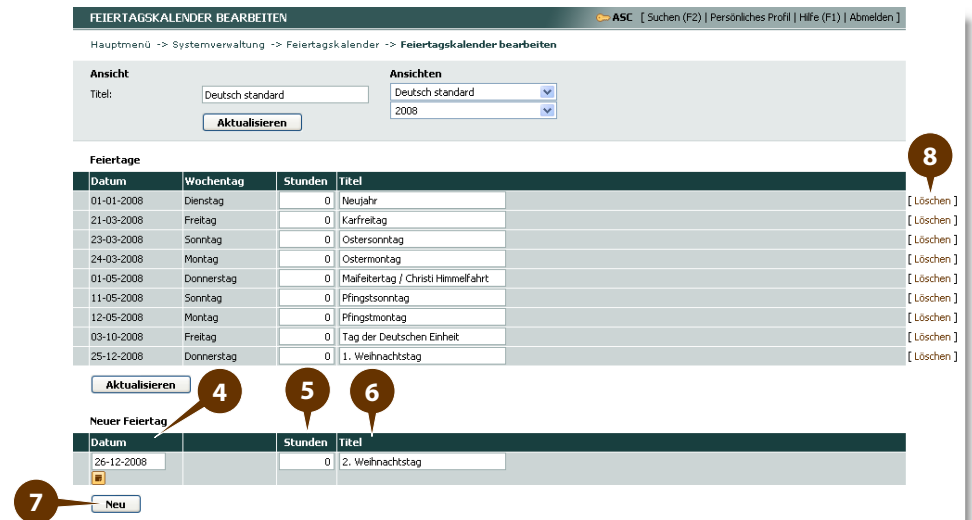 FEIERTAGSKALENDER BEARBEITEN ASC [ Suchen (F2) | Persönliches Profil | Hilfe (F1) | Abmelden ]
Hauptmenü -> Systemverwaltung -> Feiertagskalender -> Feiertagskalender bearbeiten
Ansicht Ansichten
Titel: Deutsch standard Deutsch standard
2008
Aktualisieren
Feiertage
8
Datum Wochentag Stunden Titel
01-01-2008 Dienstag 0 Neujahr [ Löschen ]
21-03-2008 Freitag 0 Karfreitag [ Löschen ]
23-03-2008 Sonntag 0 Ostersonntag [ Löschen ]
24-03-2008 Montag 0 Ostermontag [ Löschen ]
01-05-2008 Donnerstag 0 Maifeitertag / Christi Himmelfahrt [ Löschen ]
11-05-2008 Sonntag 0 Pfingstsonntag [ Löschen ]
12-05-2008 Montag 0 Pfingstmontag [ Löschen ]
03-10-2008 Freitag 0 Tag der Deutschen Einheit [ Löschen ]
25-12-2008 Donnerstag 0 1. Weihnachtstag [ Löschen ]
Aktualisieren 4 5 6
Neuer Feiertag
Datum Stunden Titel
26-12-2008 0 2. Weihnachtstag
7 Neu